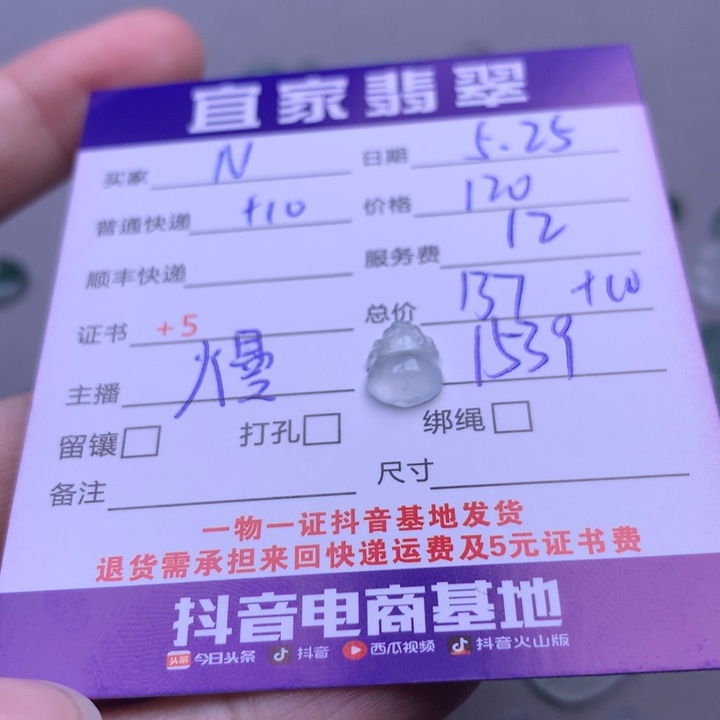 宜家翡翠
买家 N 日期 5.25
普通快递 +10 价格 120
顺丰快递 服务费 12
证书 +5 总价 137 +10
主播 慢 1539
留镶 打孔 绑绳
备注 尺寸
一物一证抖音基地发货
退货需承担来回快递运费及5元证书费
抖音电商基地
头条 今日头条 抖音 西瓜视频 抖音火山版